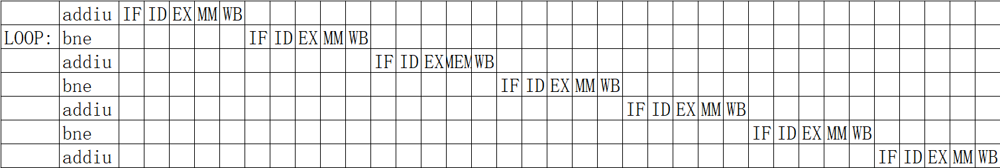 addiu IF ID EX MM WB
LOOP: bne IF ID EX MM WB
addiu IF ID EX MEM WB
bne IF ID EX MM WB
addiu IF ID EX MM WB
bne IF ID EX MM WB
addiu IF ID EX MM WB